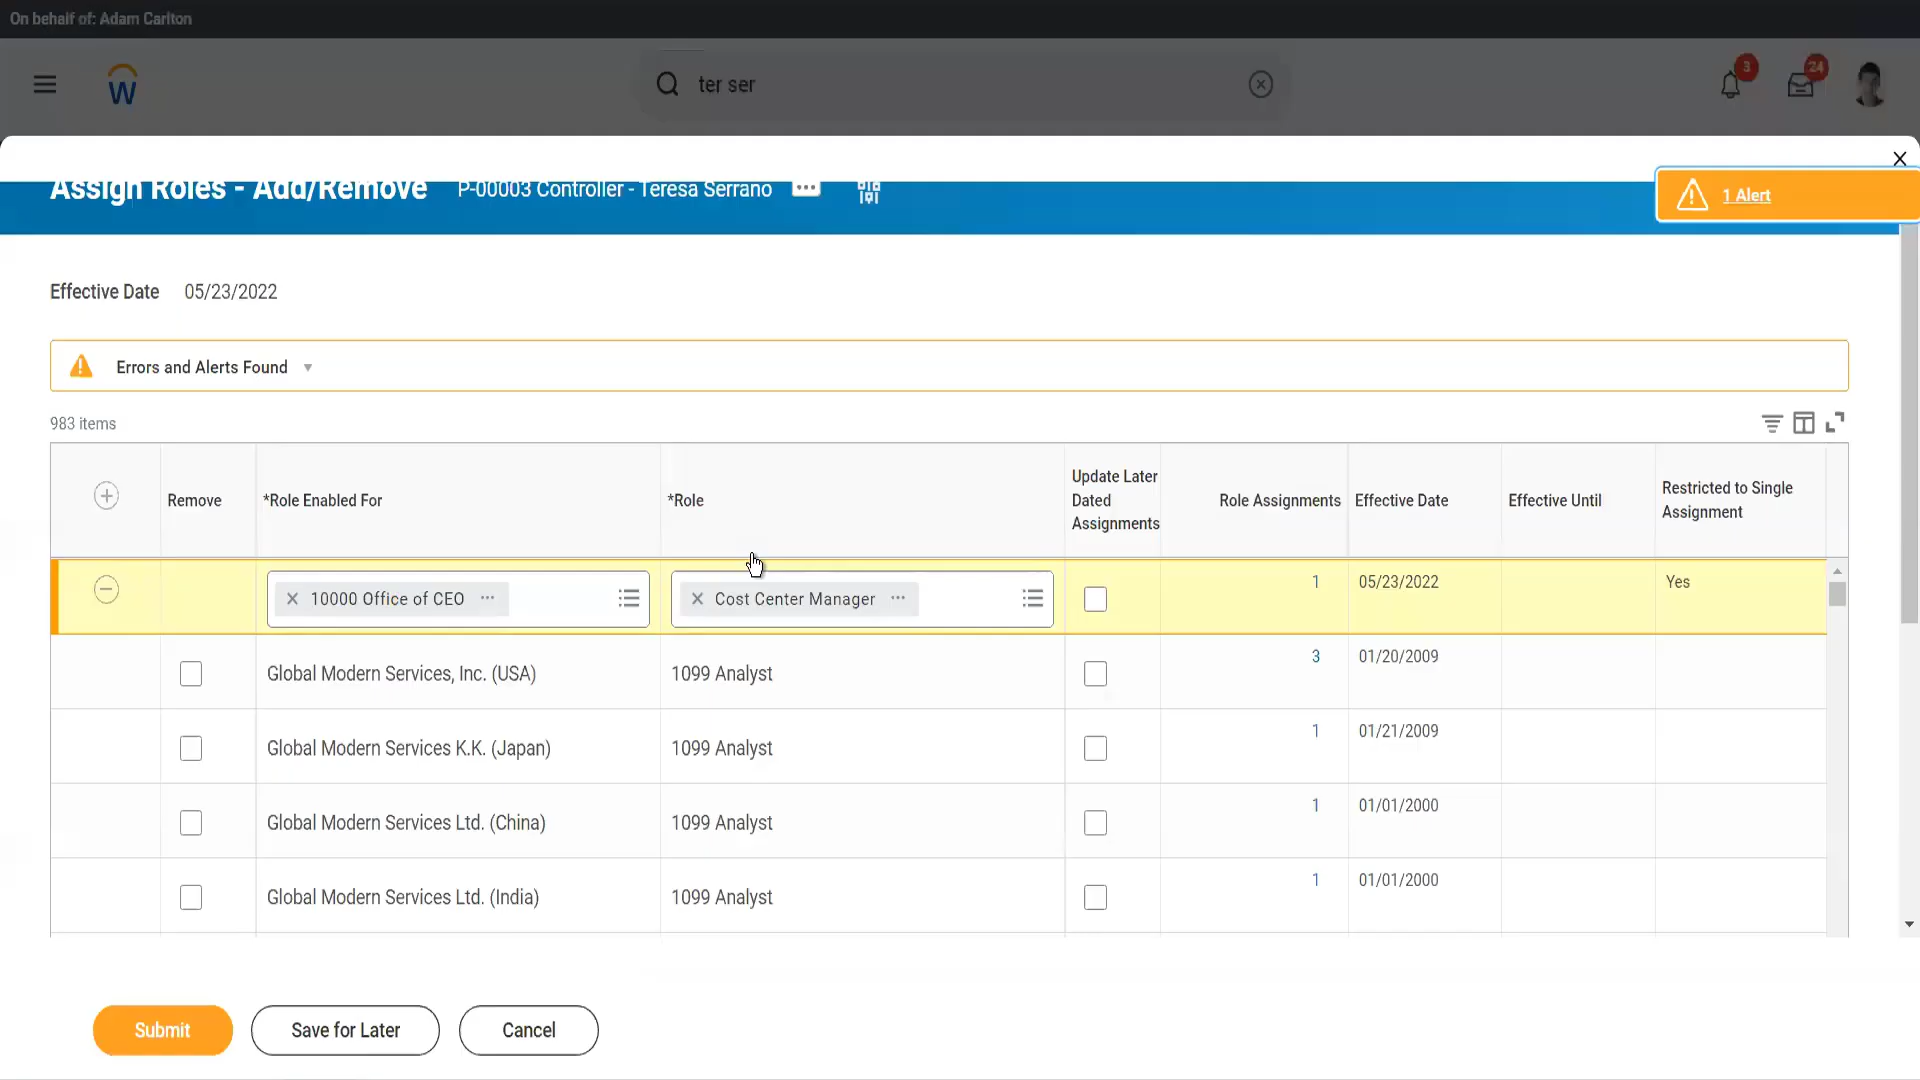 On behalf of: Adam Carlton
W
ter ser
3
24
Assign Roles - Add/Remove P-00003 Controller - Teresa Serrano
1 Alert
Effective Date 05/23/2022
Errors and Alerts Found
983 items
Remove *Role Enabled For *Role Update Later Dated Assignments Role Assignments Effective Date Effective Until Restricted to Single Assignment
10000 Office of CEO Cost Center Manager 1 05/23/2022 Yes
Global Modern Services, Inc. (USA) 1099 Analyst 3 01/20/2009
Global Modern Services K.K. (Japan) 1099 Analyst 1 01/21/2009
Global Modern Services Ltd. (China) 1099 Analyst 1 01/01/2000
Global Modern Services Ltd. (India) 1099 Analyst 1 01/01/2000
Submit Save for Later Cancel